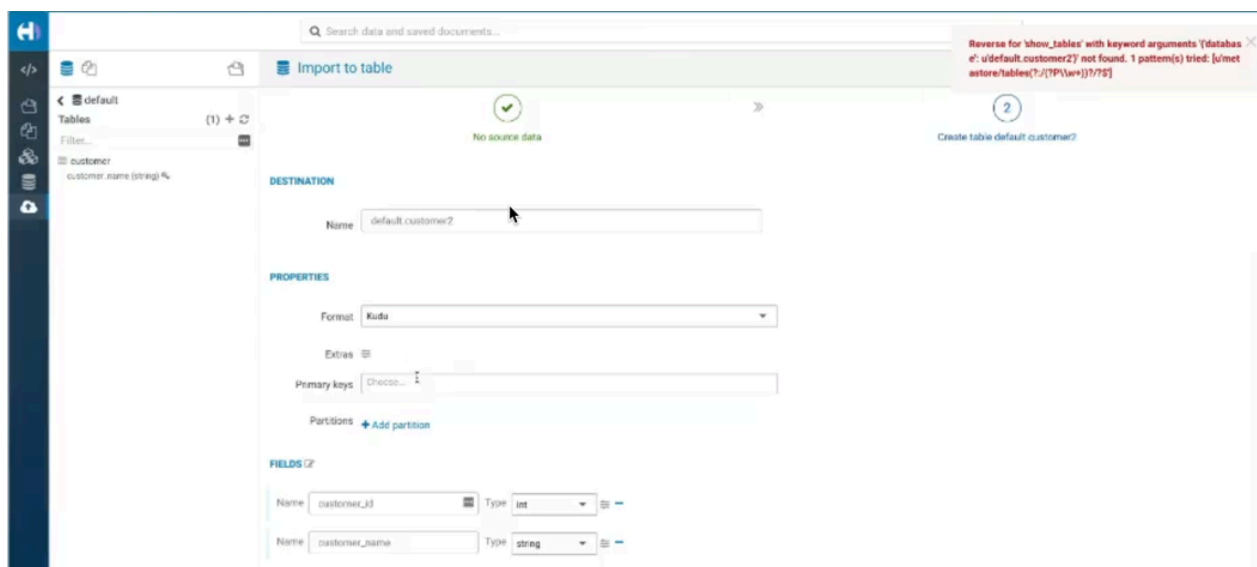 Search data and saved documents...
Reverse for 'show_tables' with keyword arguments '{'databas
e': u'default.customer2'}' not found. 1 pattern(s) tried: [u'met
astore/tables(?:/(?P\\w+))?/?$']
Import to table
default
Tables (1)
Filter...
customer
customer.name (string)
2
No source data
Create table default.customer2
DESTINATION
Name default.customer2
PROPERTIES
Format Kudu
Extras
Primary keys Choose...
Partitions Add partition
FIELDS
Name customer_id Type int
Name customer_name Type string